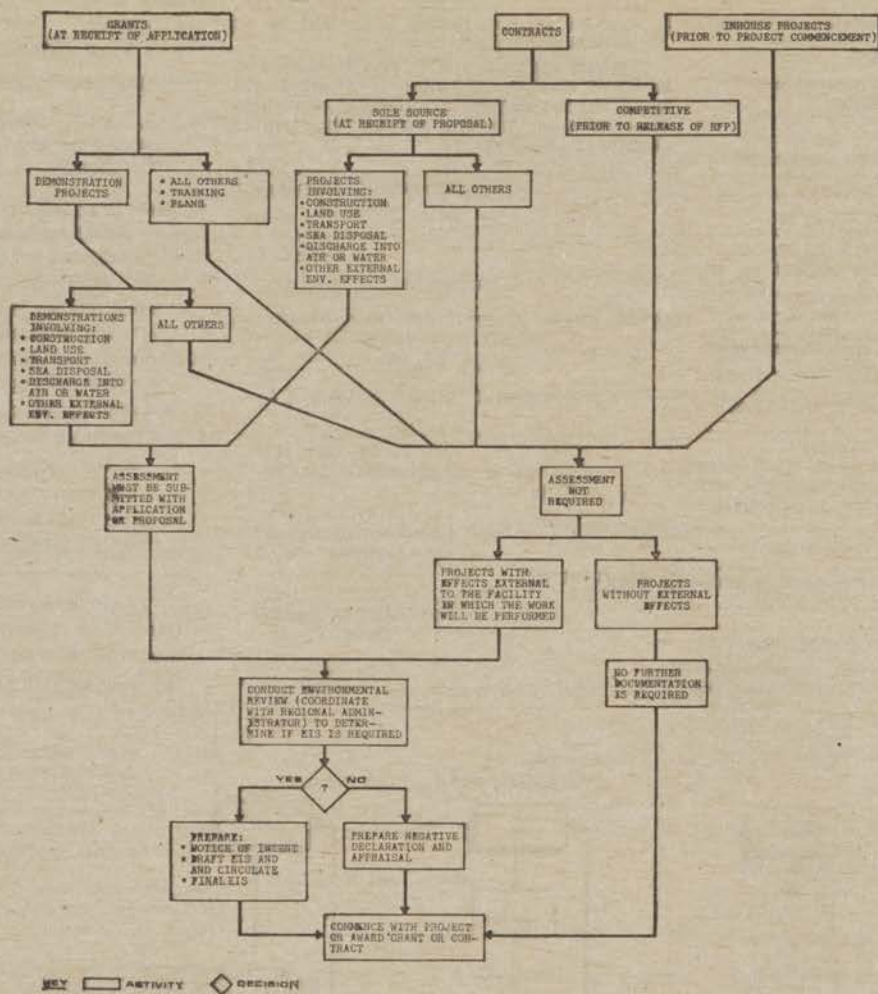 GRANTS
(AT RECEIPT OF APPLICATION)
CONTRACTS
INHOUSE PROJECTS
(PRIOR TO PROJECT COMMENCEMENT)
SOLE SOURCE
(AT RECEIPT OF PROPOSAL)
COMPETITIVE
(PRIOR TO RELEASE OF RFP)
DEMONSTRATION
PROJECTS
• ALL OTHERS
• TRAINING
• PLANS
PROJECTS
INVOLVING:
• CONSTRUCTION
• LAND USE
• TRANSPORT
• SEA DISPOSAL
• DISCHARGE INTO
AIR OR WATER
• OTHER EXTERNAL
ENV. EFFECTS
ALL OTHERS
DEMONSTRATIONS
INVOLVING:
• CONSTRUCTION
• LAND USE
• TRANSPORT
• SEA DISPOSAL
• DISCHARGE INTO
AIR OR WATER
• OTHER EXTERNAL
ENV. EFFECTS
ALL OTHERS
ASSESSMENT
MUST BE SUB-
MITTED WITH
APPLICATION
OR PROPOSAL
ASSESSMENT
NOT
REQUIRED
PROJECTS WITH
EFFECTS EXTERNAL
TO THE FACILITY
IN WHICH THE WORK
WILL BE PERFORMED
PROJECTS
WITHOUT EXTERNAL
EFFECTS
CONDUCT ENVIRONMENTAL
REVIEW (COORDINATE
WITH REGIONAL ADMIN-
ISTRATOR) TO DETER-
MINE IF EIS IS REQUIRED
NO FURTHER
DOCUMENTATION
IS REQUIRED
YES
?
NO
PREPARE:
• NOTICE OF INTENT
• DRAFT EIS AND
AND CIRCULATE
• FINAL EIS
PREPARE NEGATIVE
DECLARATION AND
APPRAISAL
COMMENCE WITH PROJECT
OR AWARD GRANT OR CON-
TRACT
KEY ACTIVITY DECISION